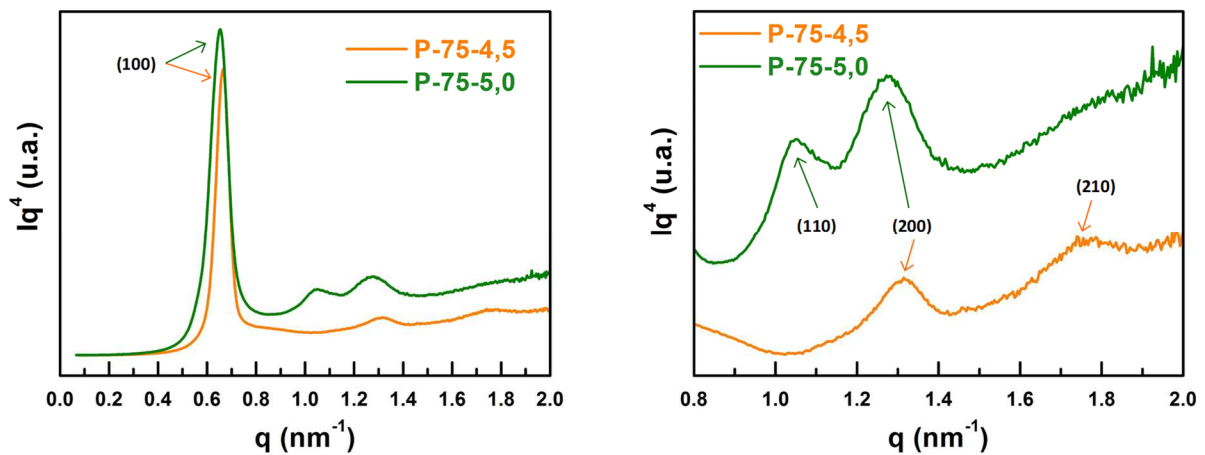 P-75-4,5
P-75-5,0
(100)
Iq4 (u.a.)
0.0 0.2 0.4 0.6 0.8 1.0 1.2 1.4 1.6 1.8 2.0
q (nm-1)
P-75-4,5
P-75-5,0
(110)
(200)
(210)
Iq4 (u.a.)
0.8 1.0 1.2 1.4 1.6 1.8 2.0
q (nm-1)